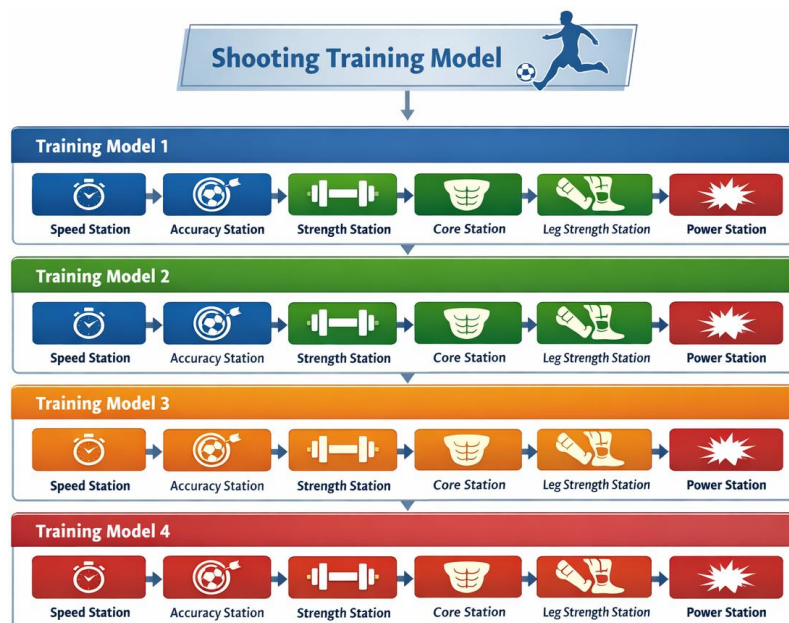 Shooting Training Model
Training Model 1
Speed Station Accuracy Station Strength Station Core Station Leg Strength Station Power Station
Training Model 2
Speed Station Accuracy Station Strength Station Core Station Leg Strength Station Power Station
Training Model 3
Speed Station Accuracy Station Strength Station Core Station Leg Strength Station Power Station
Training Model 4
Speed Station Accuracy Station Strength Station Core Station Leg Strength Station Power Station